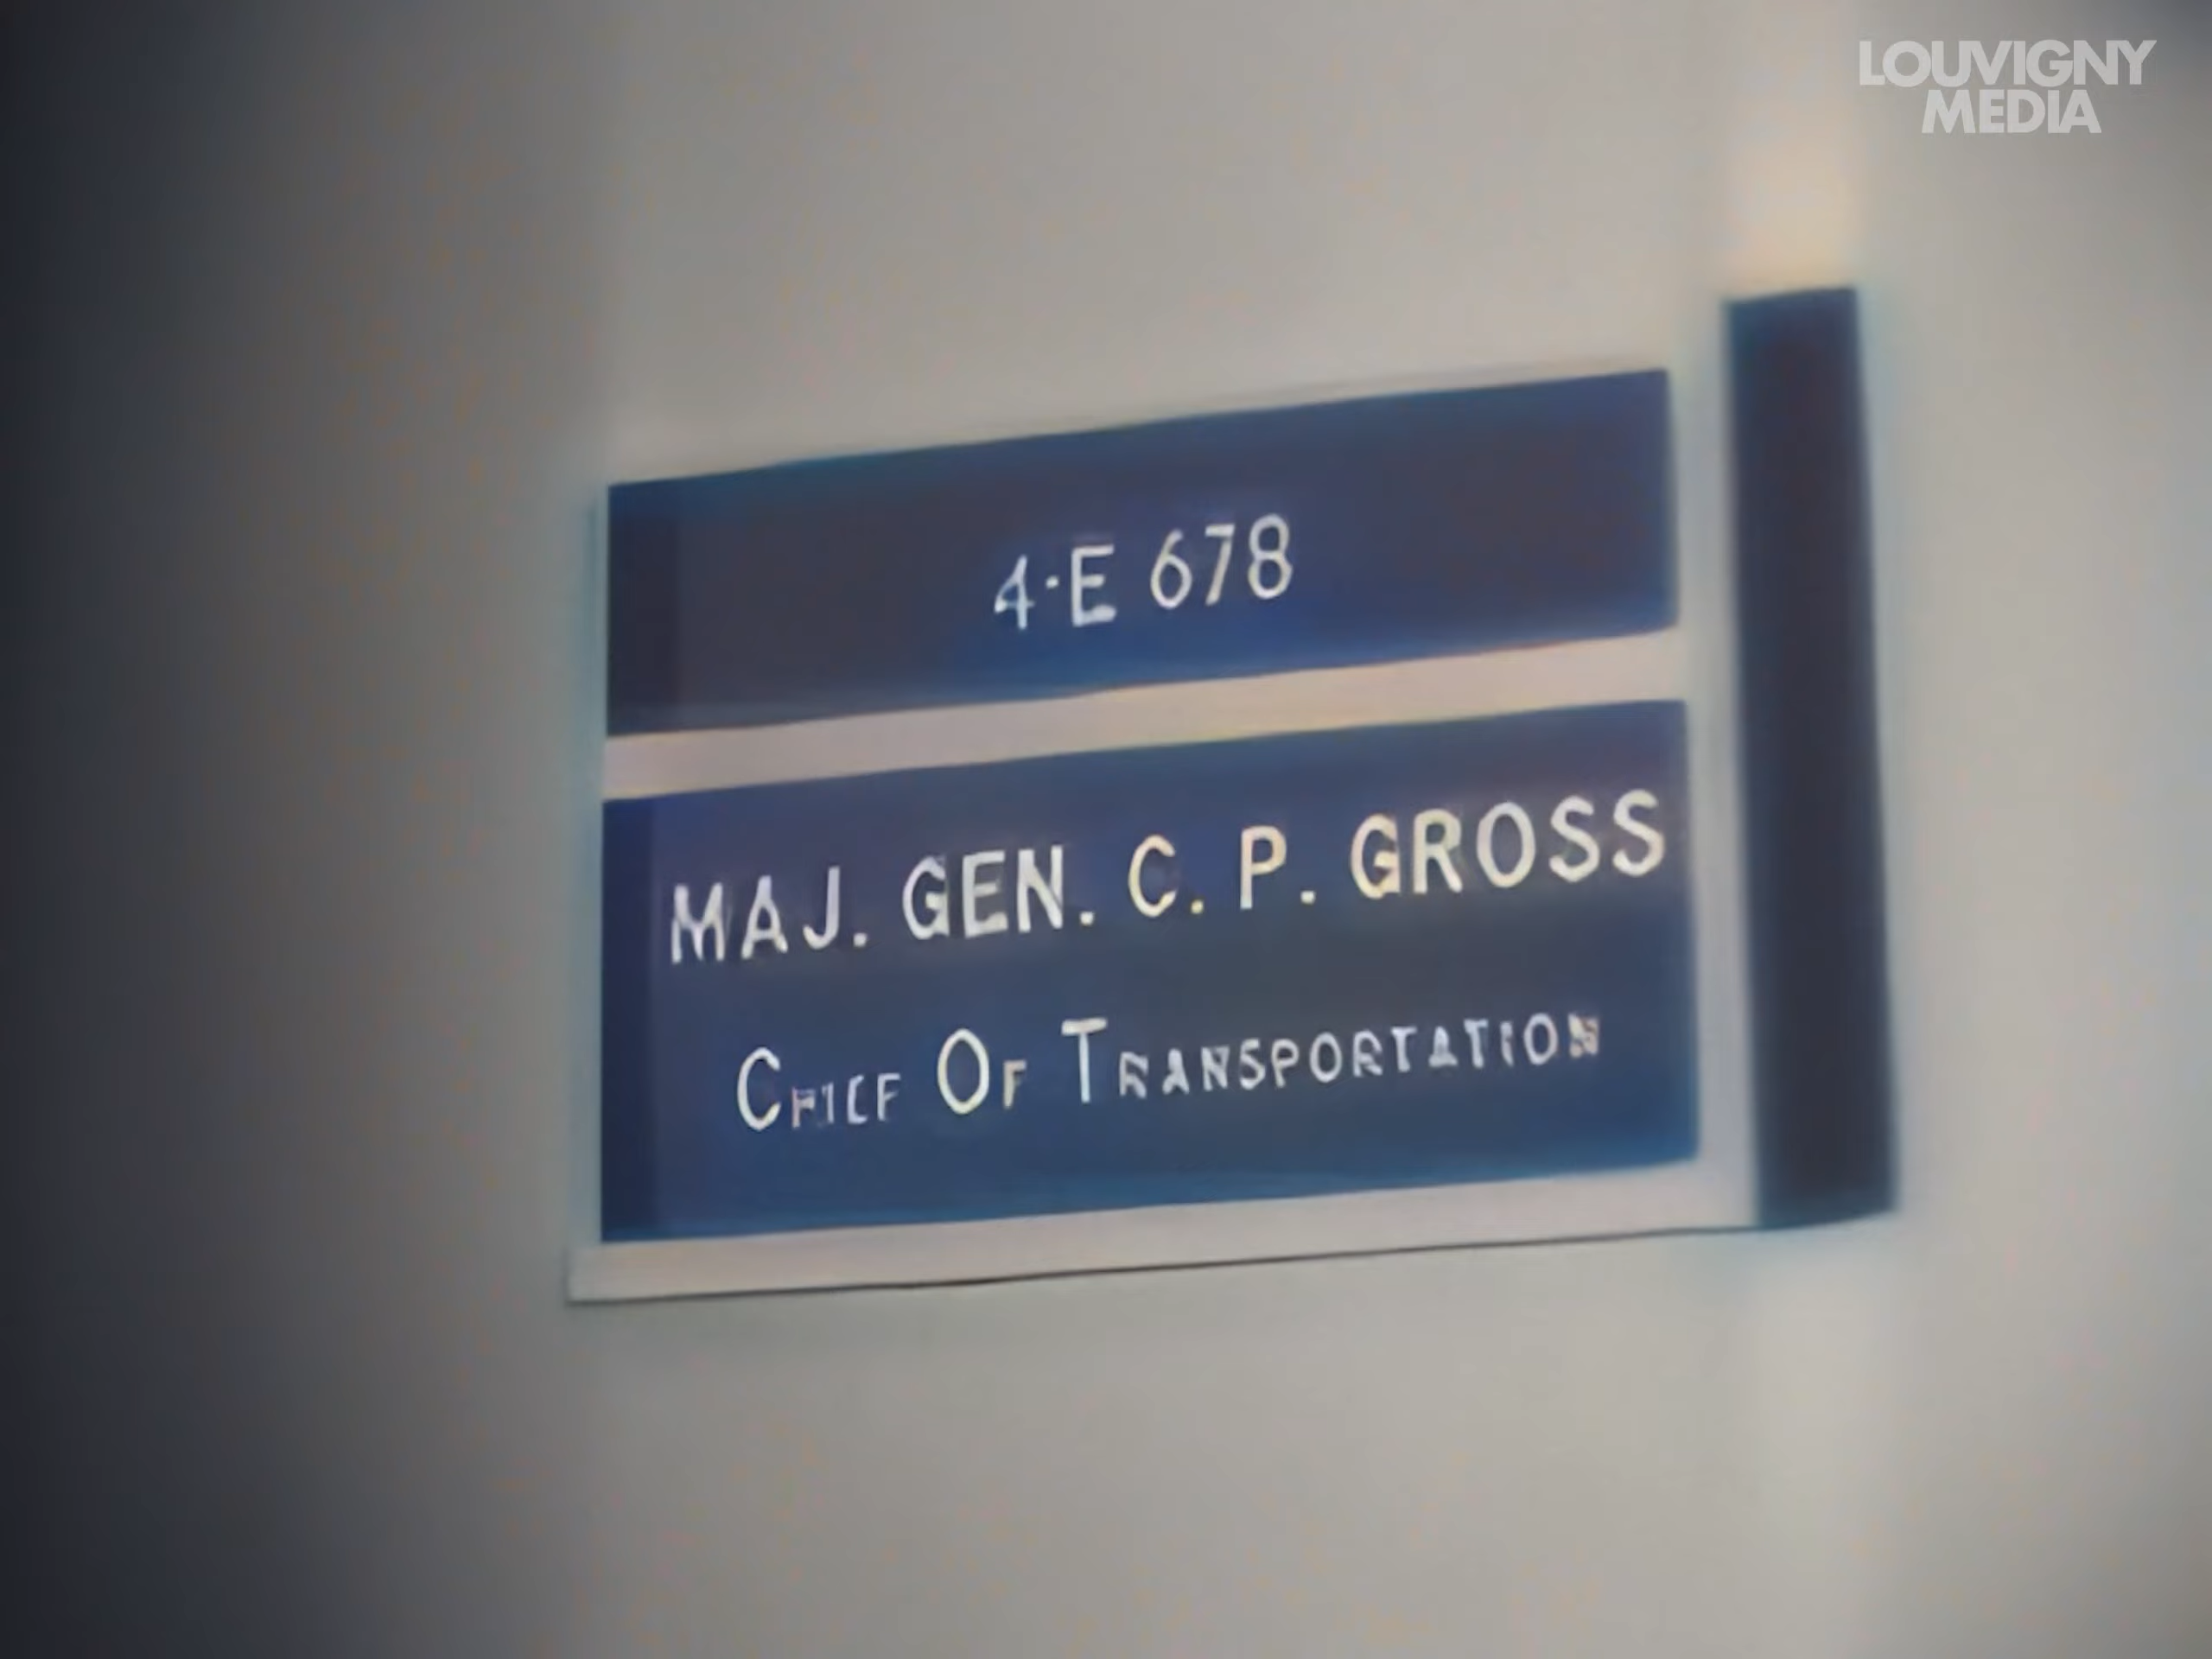 LOUVIGNY
MEDIA
4·E 678
MAJ. GEN. C. P. GROSS
CHIEF OF TRANSPORTATION